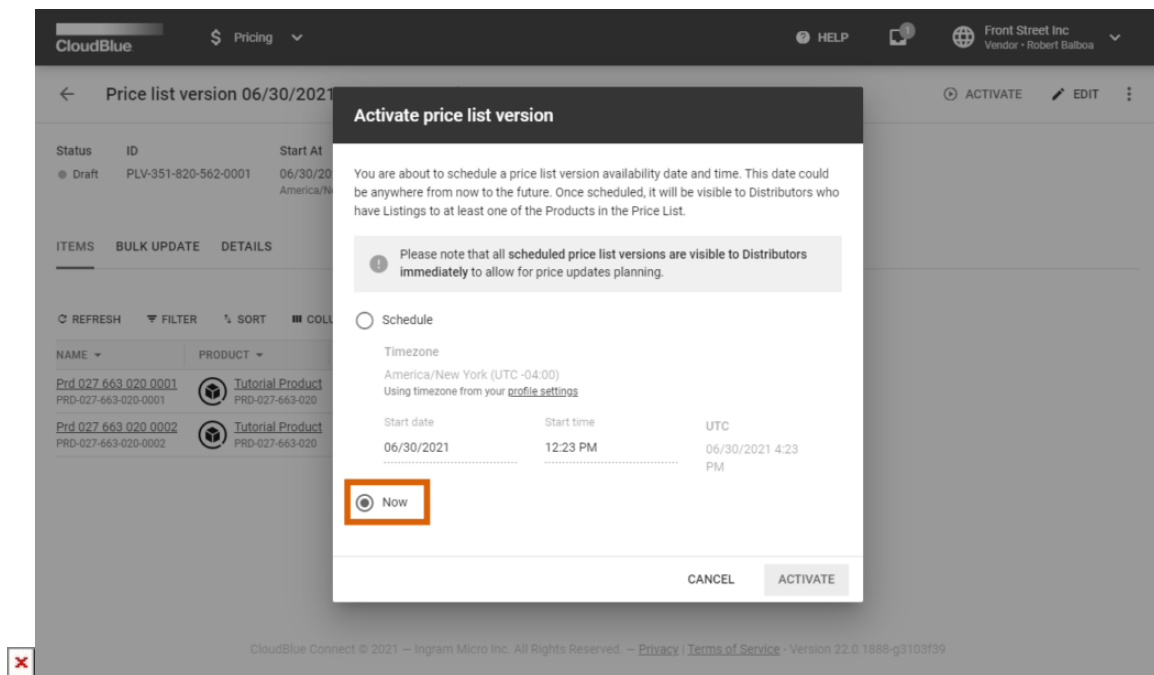 CloudBlue.
$ Pricing
HELP
1
Front Street Inc
Vendor • Robert Balboa
Price list version 06/30/2021
ACTIVATE
EDIT
Status
ID
Start At
Draft
PLV-351-820-562-0001
06/30/20
America/N
ITEMS
BULK UPDATE
DETAILS
REFRESH
FILTER
SORT
COLU
NAME
PRODUCT
Prd 027 663 020 0001
PRD-027-663-020-0001
Tutorial Product
PRD-027-663-020
Prd 027 663 020 0002
PRD-027-663-020-0002
Tutorial Product
PRD-027-663-020
Activate price list version
You are about to schedule a price list version availability date and time. This date could
be anywhere from now to the future. Once scheduled, it will be visible to Distributors who
have Listings to at least one of the Products in the Price List.
Please note that all scheduled price list versions are visible to Distributors
immediately to allow for price updates planning.
Schedule
Timezone
America/New York (UTC -04:00)
Using timezone from your profile settings
Start date
Start time
UTC
06/30/2021
12:23 PM
06/30/2021 4:23
PM
Now
CANCEL
ACTIVATE
CloudBlue Connect © 2021 — Ingram Micro Inc. All Rights Reserved. — Privacy | Terms of Service - Version 22.0.1888-g3103f39